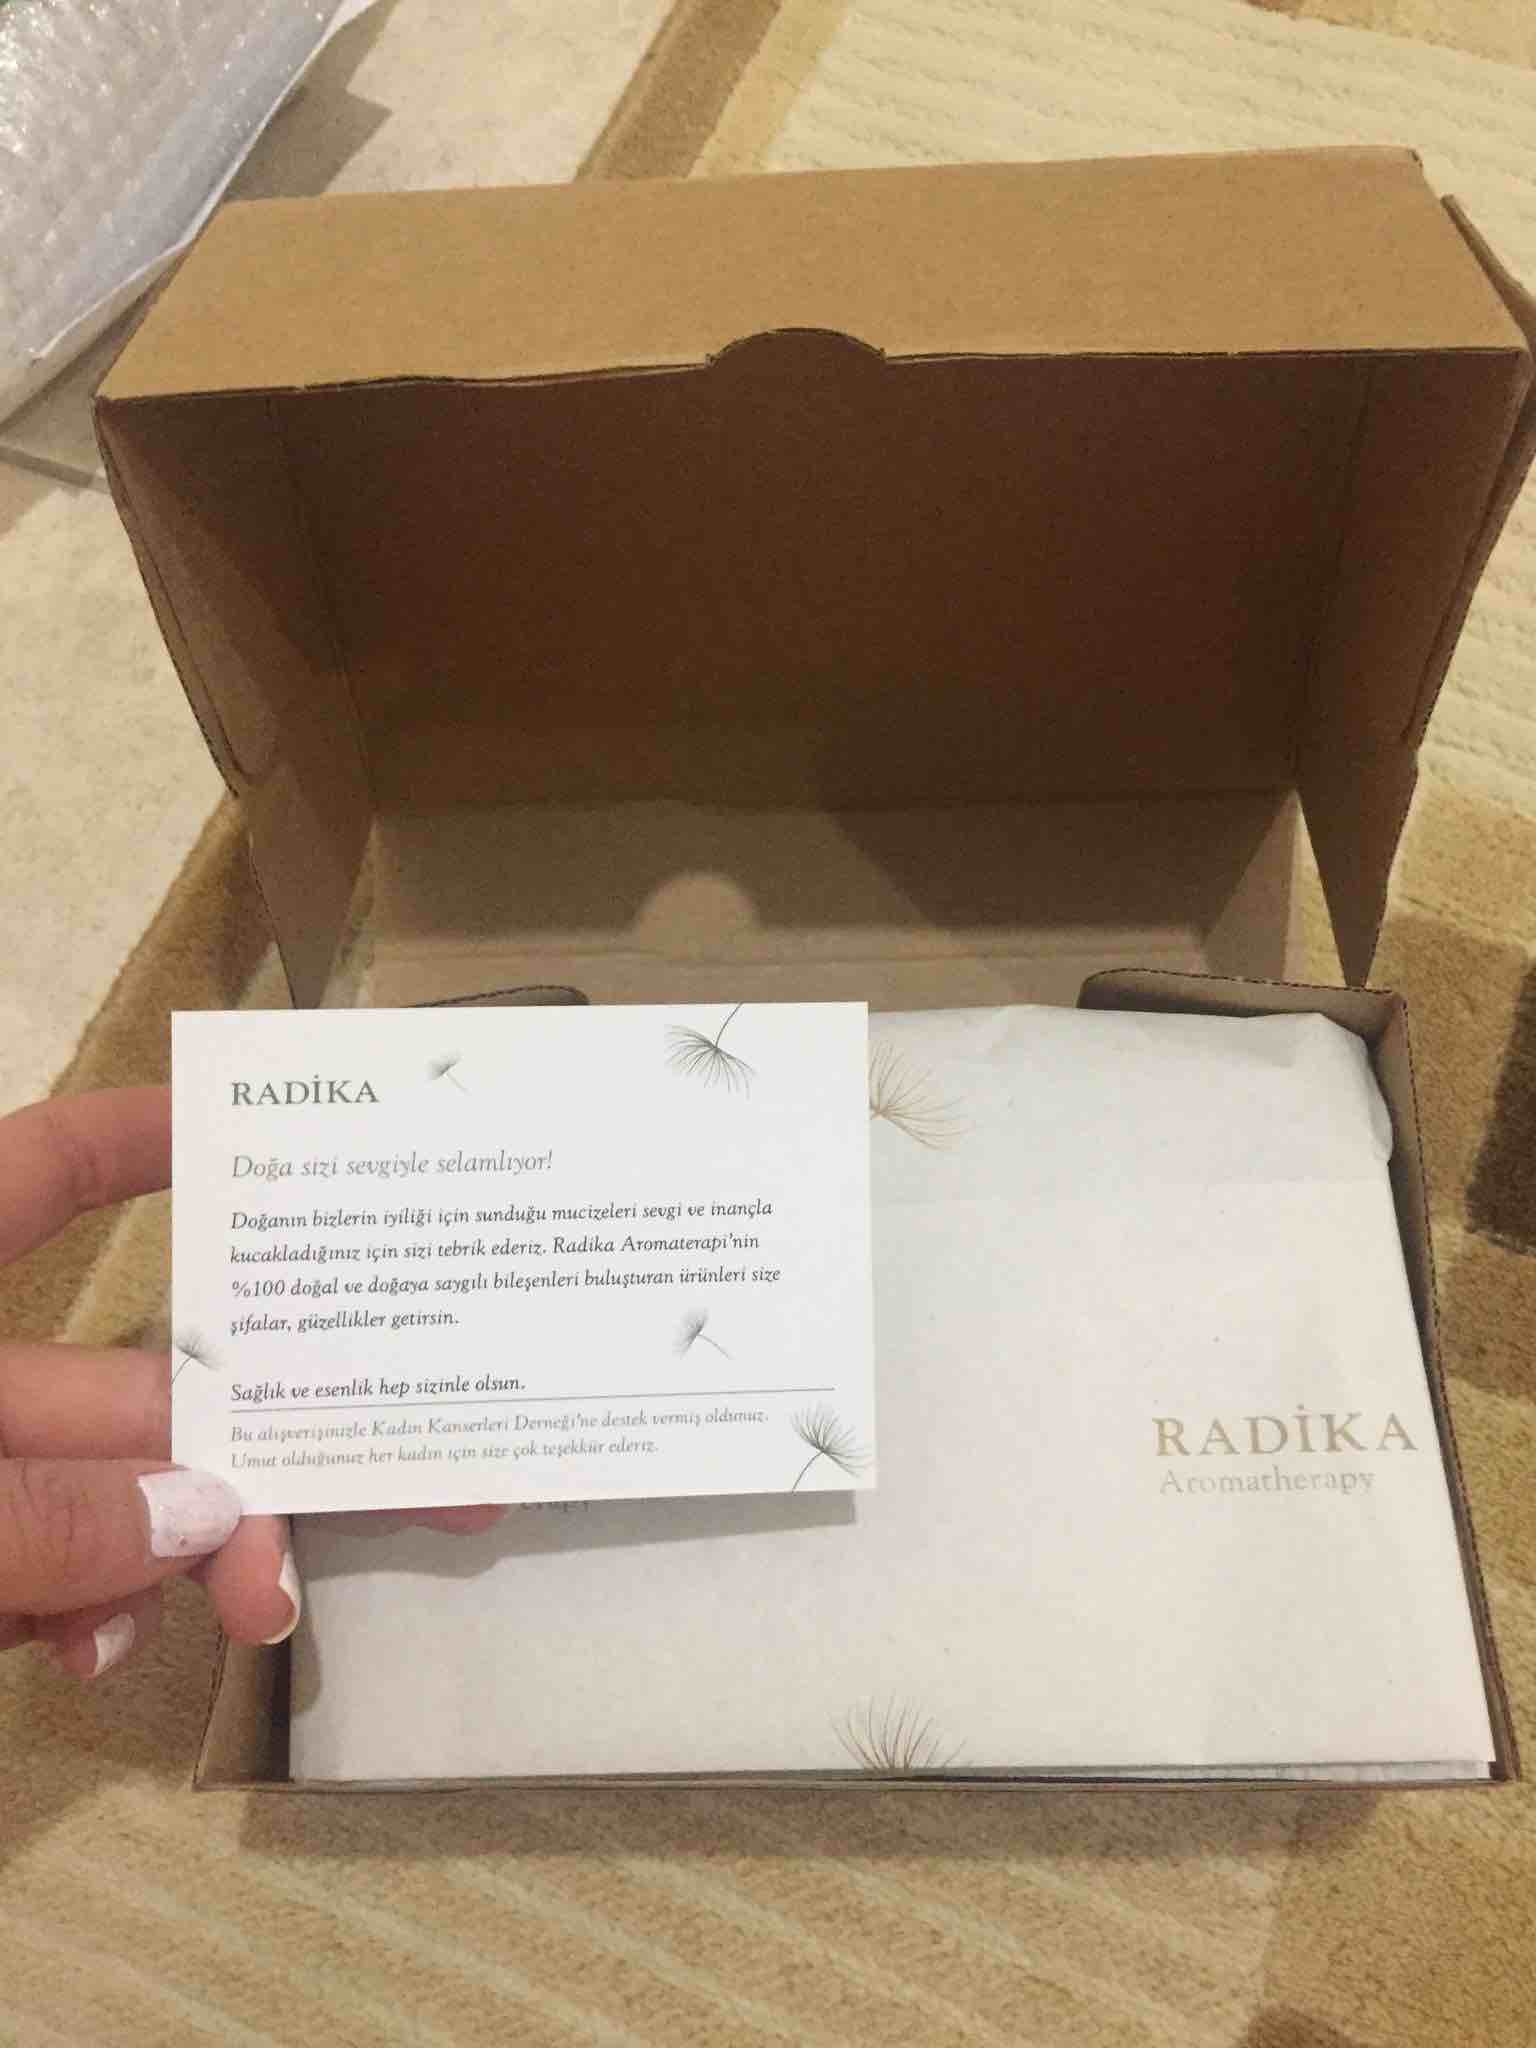 RADİKA
Doğa sizi sevgiyle selamlıyor!
Doğanın bizlerin iyiliği için sunduğu mucizeleri sevgi ve inançla
kucakladığınız için sizi tebrik ederiz. Radika Aromaterapi'nin
%100 doğal ve doğaya saygılı bileşenleri buluşturan ürünleri size
şifalar, güzellikler getirsin.
Sağlık ve esenlik hep sizinle olsun.
Bu alışverişinizle Kadın Kanserleri Derneği'ne destek vermiş oldunuz.
Umut olduğunuz her kadın için size çok teşekkür ederiz.
RADİKA
Aromatherapy